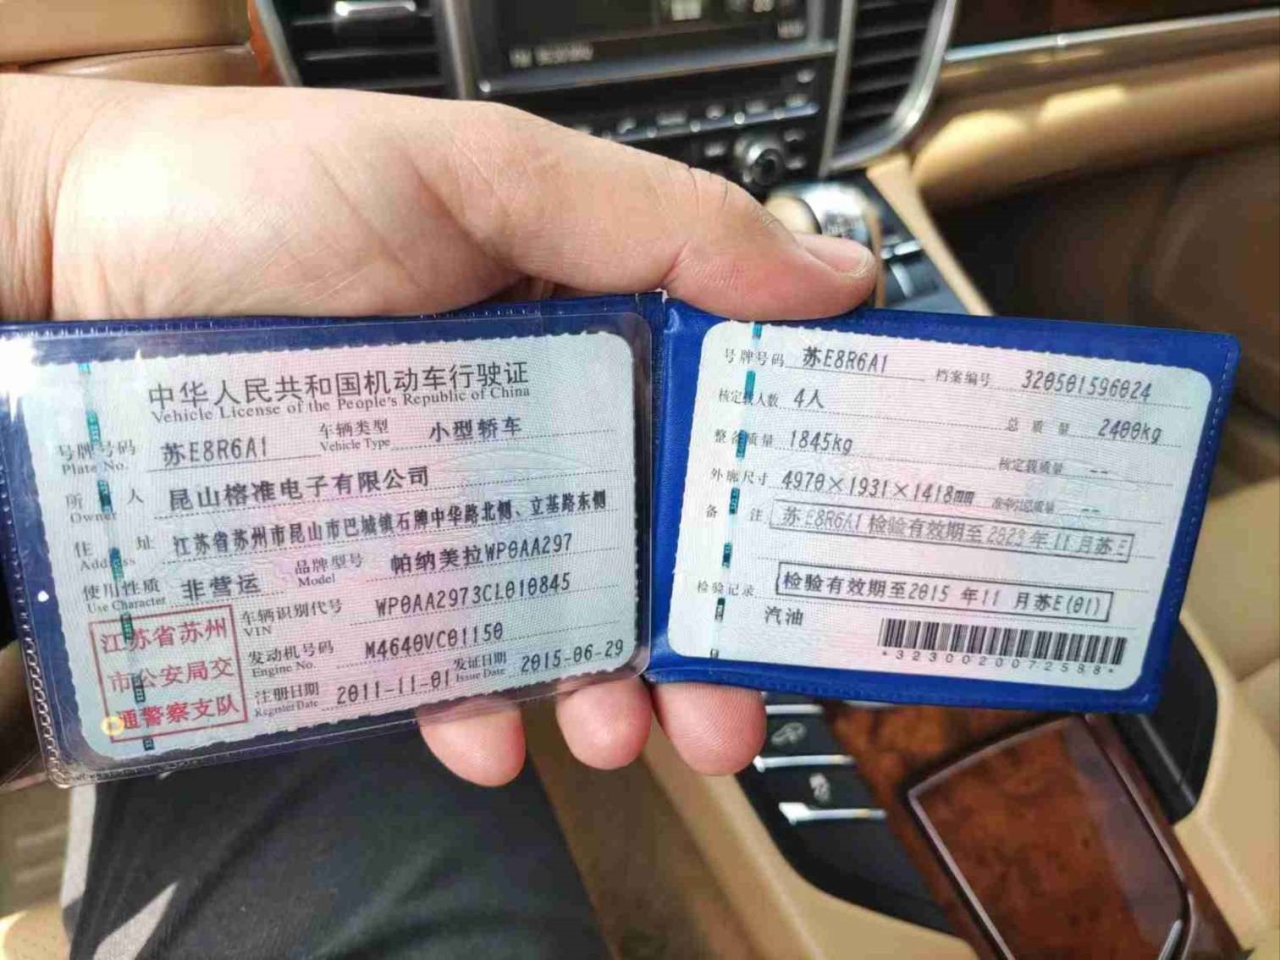 中华人民共和国机动车行驶证
Vehicle License of the People's Republic of China
号牌号码 苏E8R6A1 车辆类型 小型轿车
Plate No. Vehicle Type
所有人 昆山榕准电子有限公司
Owner
住址 江苏省苏州市昆山市巴城镇石牌中华路北侧、立基路东侧
Address
使用性质 非营运 品牌型号 帕纳美拉WP0AA297
Use Character Model
江苏省苏州
市公安局交
通警察支队
车辆识别代号 WP0AA2973CL010845
VIN
发动机号码 M4640VC01150
Engine No.
注册日期 2011-11-01 发证日期 2015-06-29
Register Date Issue Date
号牌号码 苏E8R6A1 档案编号 320501596024
核定载人数 4人 总质量 2400kg
整备质量 1845kg 核定载质量 --
外廓尺寸 4970×1931×1418mm 准牵引总质量 --
备注 苏E8R6A1 检验有效期至2023年11月苏E
检验记录 检验有效期至2015年11月苏E(01)
汽油
*3230020072588*